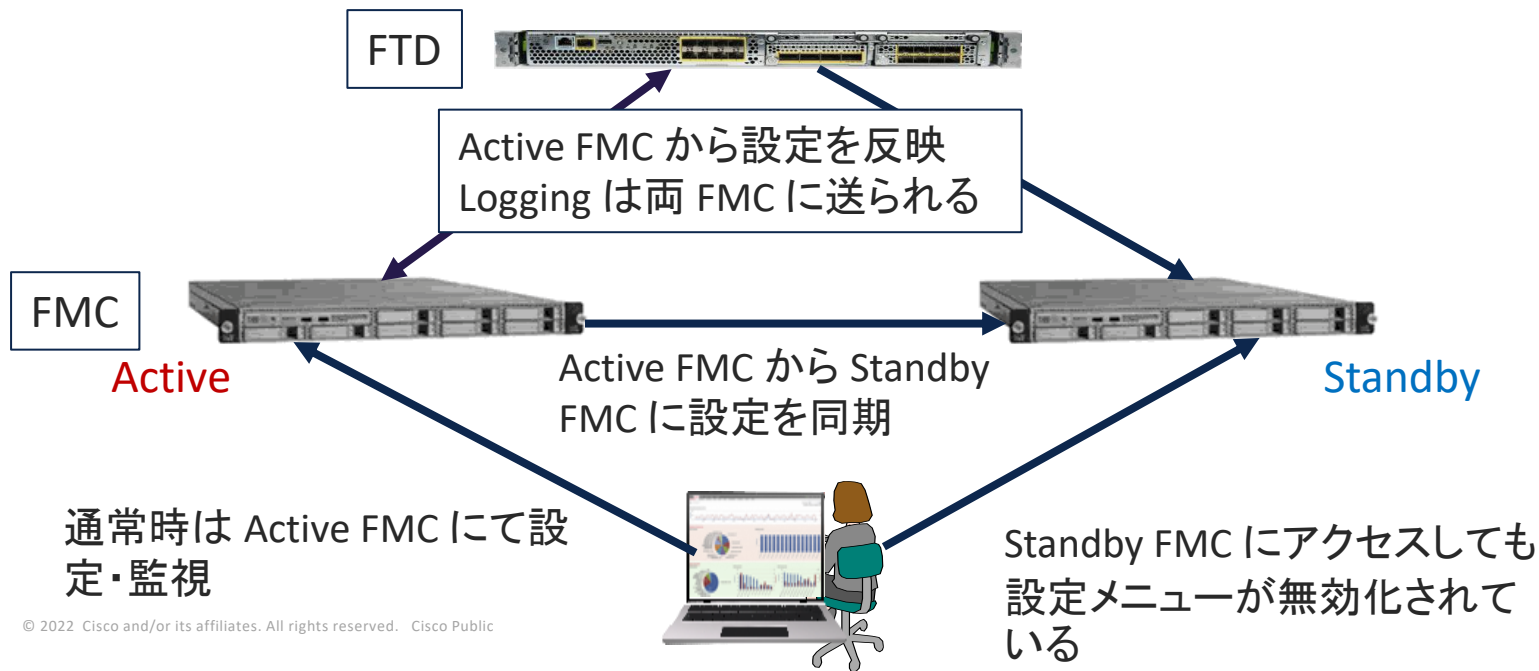 FTD
Active FMC から設定を反映
Logging は両 FMC に送られる
FMC
Active
Active FMC から Standby
FMC に設定を同期
Standby
通常時は Active FMC にて設
定・監視
Standby FMC にアクセスしても
設定メニューが無効化されて
いる
© 2022 Cisco and/or its affiliates. All rights reserved. Cisco Public